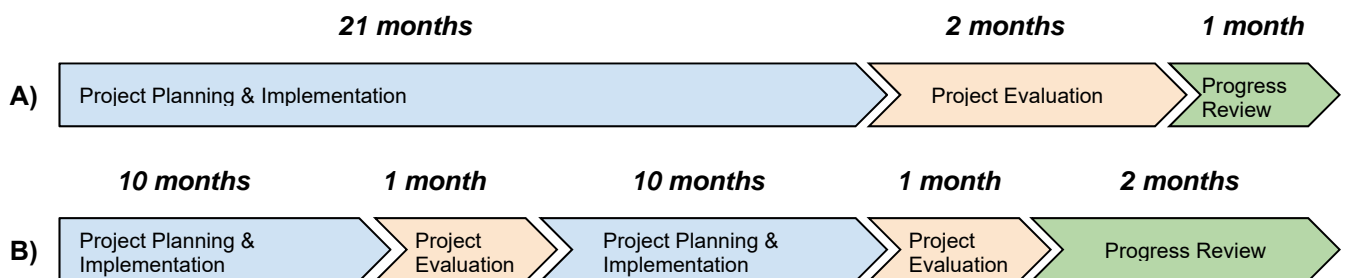 21 months
2 months
1 month
A)
Project Planning & Implementation
Project Evaluation
Progress
Review
10 months
1 month
10 months
1 month
2 months
B)
Project Planning &
Implementation
Project
Evaluation
Project Planning &
Implementation
Project
Evaluation
Progress Review